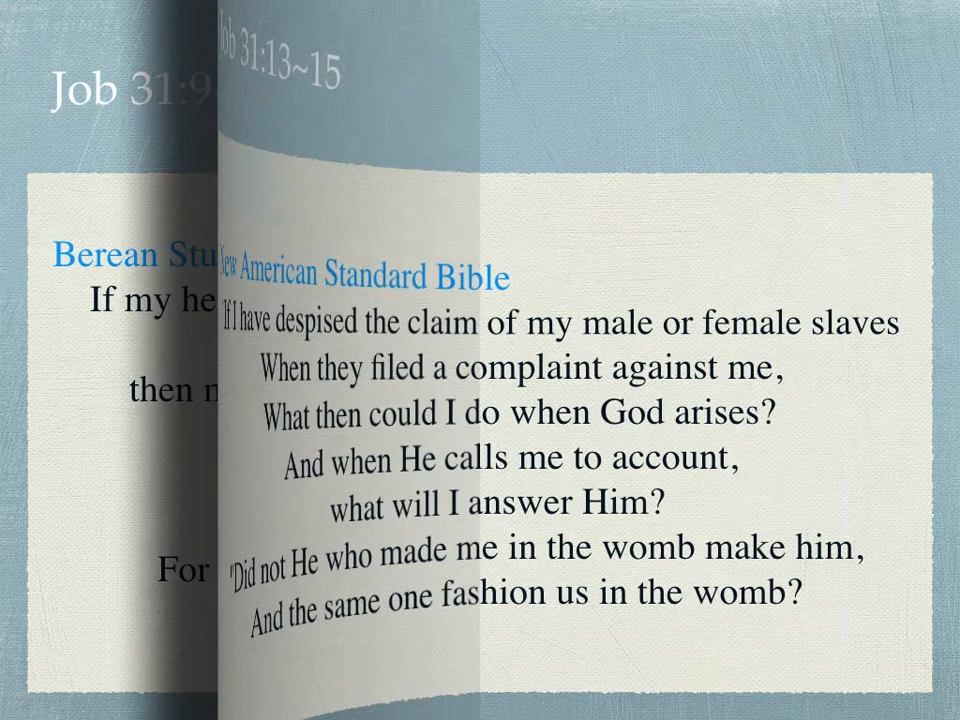 Job 31:9
Job 31:13~15
Berean Stu
If my he
then
For
New American Standard Bible
"If I have despised the claim of my male or female slaves
When they filed a complaint against me,
What then could I do when God arises?
And when He calls me to account,
what will I answer Him?
"Did not He who made me in the womb make him,
And the same one fashion us in the womb?